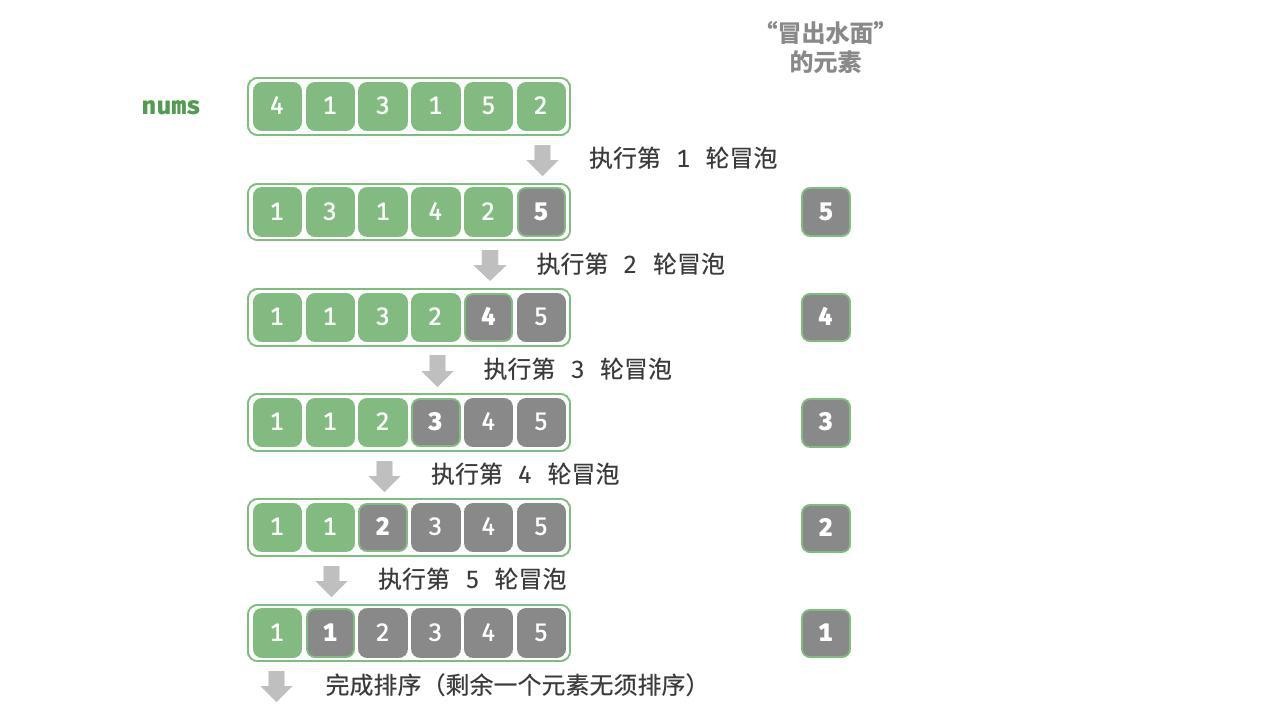 “冒出水面”
的元素
nums 4 1 3 1 5 2
执行第 1 轮冒泡
1 3 1 4 2 5 5
执行第 2 轮冒泡
1 1 3 2 4 5 4
执行第 3 轮冒泡
1 1 2 3 4 5 3
执行第 4 轮冒泡
1 1 2 3 4 5 2
执行第 5 轮冒泡
1 1 2 3 4 5 1
完成排序（剩余一个元素无须排序）